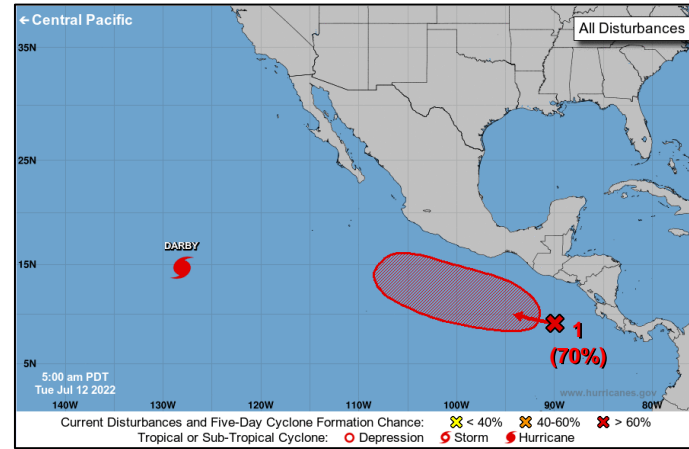 ←Central Pacific
All Disturbances
35N
25N
DARBY
15N
1
(70%)
5N
5:00 am PDT
Tue Jul 12 2022
www.hurricanes.gov
140W 130W 120W 110W 100W 90W 80W
Current Disturbances and Five-Day Cyclone Formation Chance: < 40% 40-60% > 60%
Tropical or Sub-Tropical Cyclone: Depression Storm Hurricane